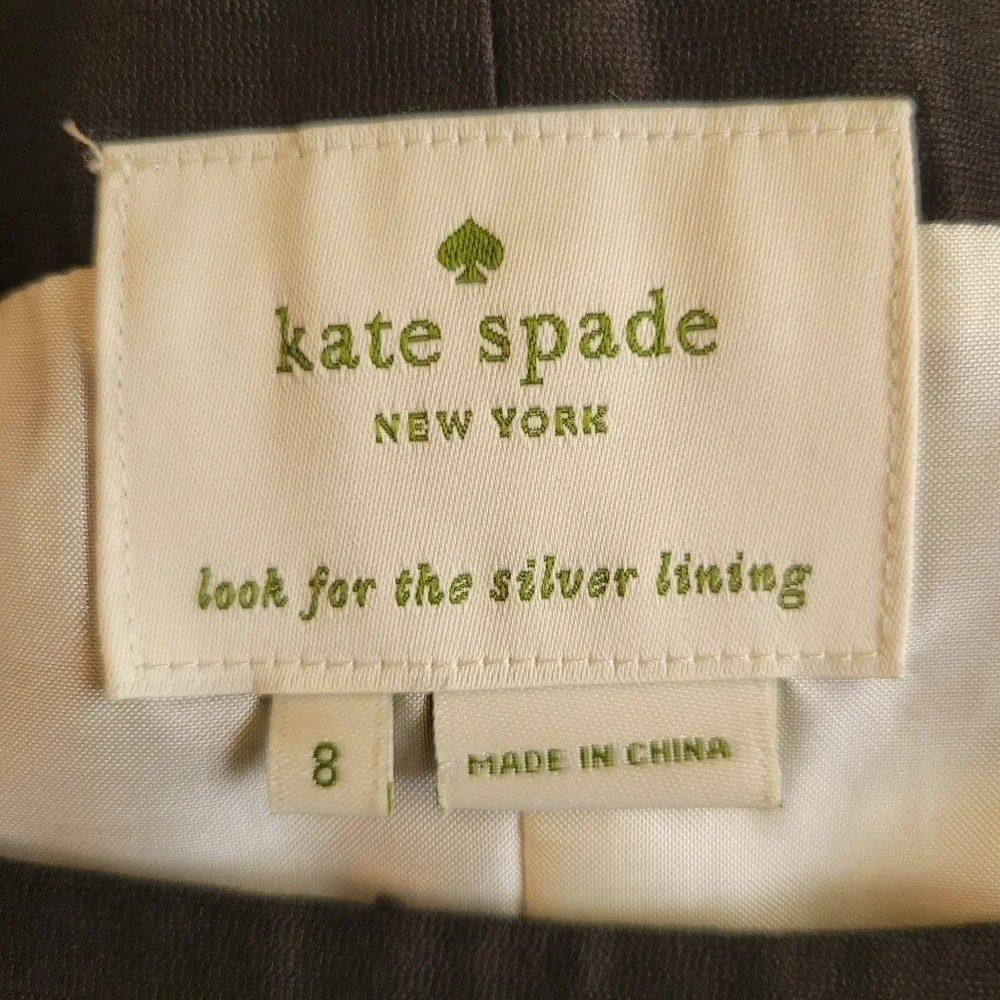 kate spade
NEW YORK
look for the silver lining
8
MADE IN CHINA